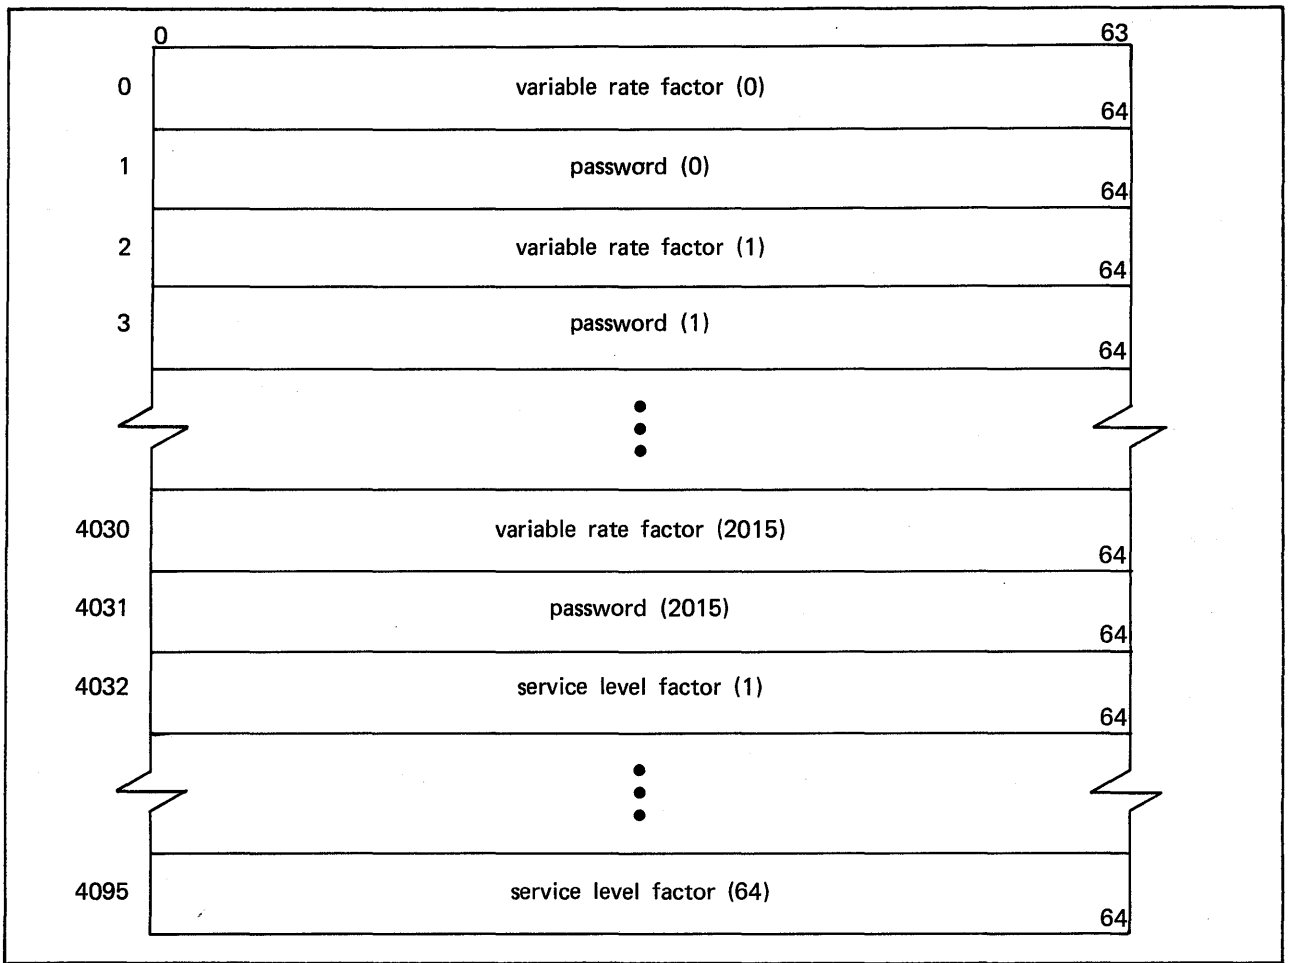 0 63
0 variable rate factor (0) 64
1 password (0) 64
2 variable rate factor (1) 64
3 password (1) 64
4030 variable rate factor (2015) 64
4031 password (2015) 64
4032 service level factor (1) 64
4095 service level factor (64) 64